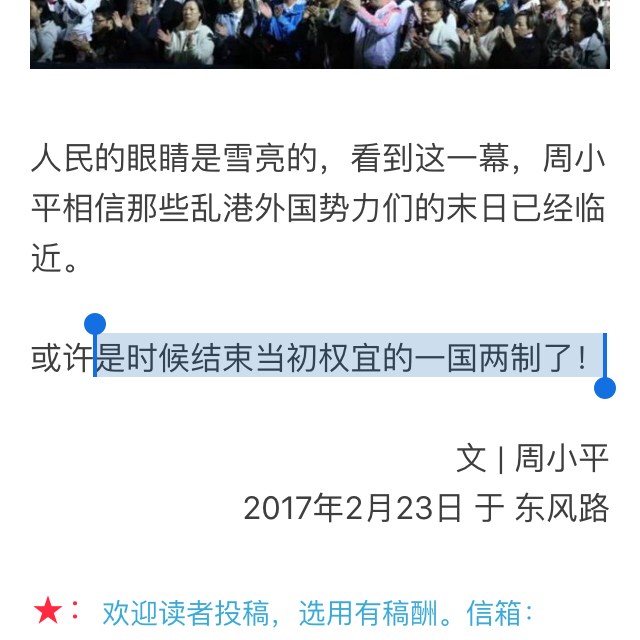 人民的眼睛是雪亮的，看到这一幕，周小
平相信那些乱港外国势力们的末日已经临
近。
或许是时候结束当初权宜的一国两制了！
文 | 周小平
2017年2月23日 于 东风路
★：欢迎读者投稿，选用有稿酬。信箱：